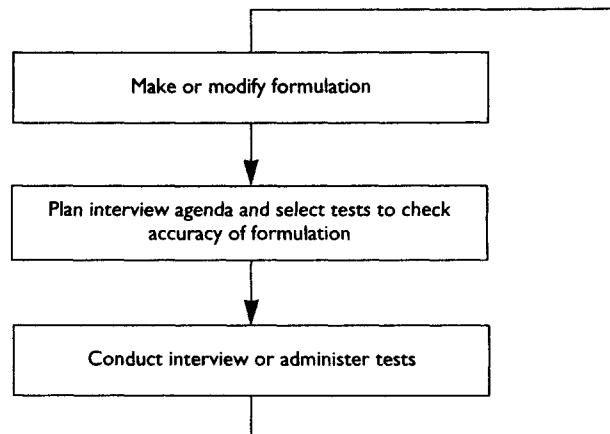 Make or modify formulation
Plan interview agenda and select tests to check
accuracy of formulation
Conduct interview or administer tests